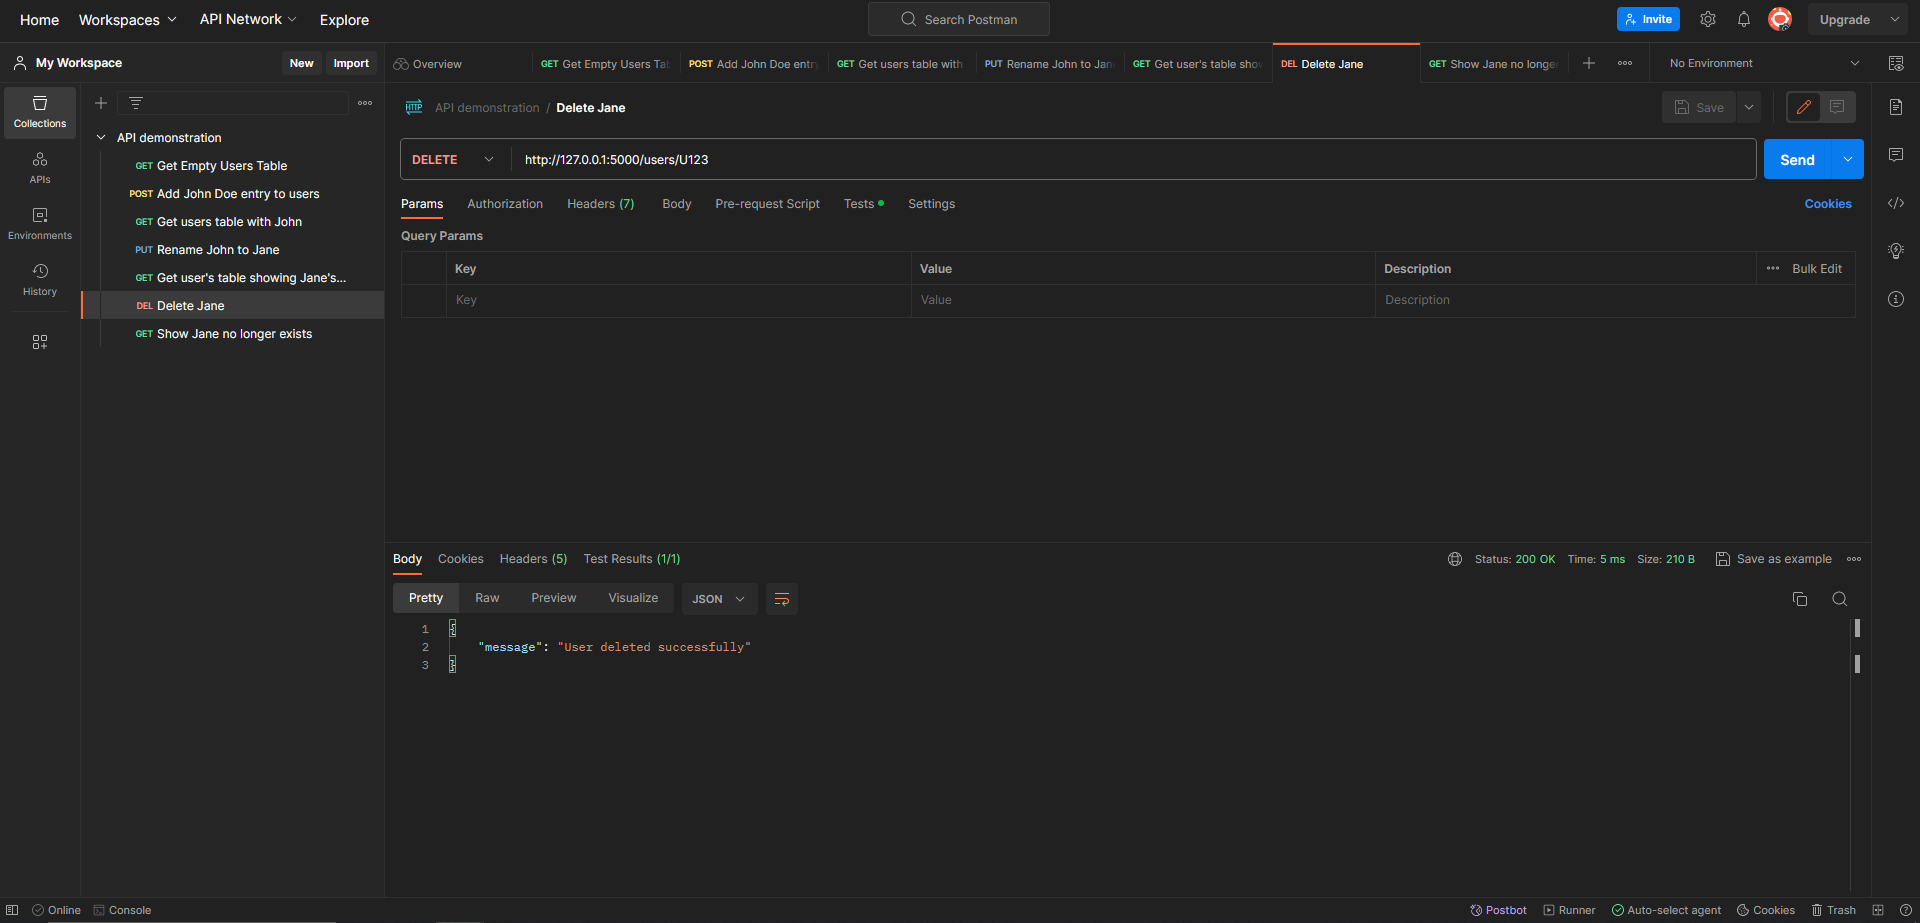 Home Workspaces API Network Explore Search Postman Invite Upgrade
My Workspace New Import Overview GET Get Empty Users Tab POST Add John Doe entry GET Get users table with PUT Rename John to Jan GET Get user's table sho DEL Delete Jane GET Show Jane no longe No Environment
Collections
APIs
Environments
History
API demonstration
GET Get Empty Users Table
POST Add John Doe entry to users
GET Get users table with John
PUT Rename John to Jane
GET Get user's table showing Jane's...
DEL Delete Jane
GET Show Jane no longer exists
HTTP API demonstration / Delete Jane Save
DELETE http://127.0.0.1:5000/users/U123 Send
Params Authorization Headers (7) Body Pre-request Script Tests Settings Cookies
Query Params
Key Value Description Bulk Edit
Key Value Description
Body Cookies Headers (5) Test Results (1/1) Status: 200 OK Time: 5 ms Size: 210 B Save as example
Pretty Raw Preview Visualize JSON
1 {
2 "message": "User deleted successfully"
3 }
Online Console Postbot Runner Auto-select agent Cookies Trash